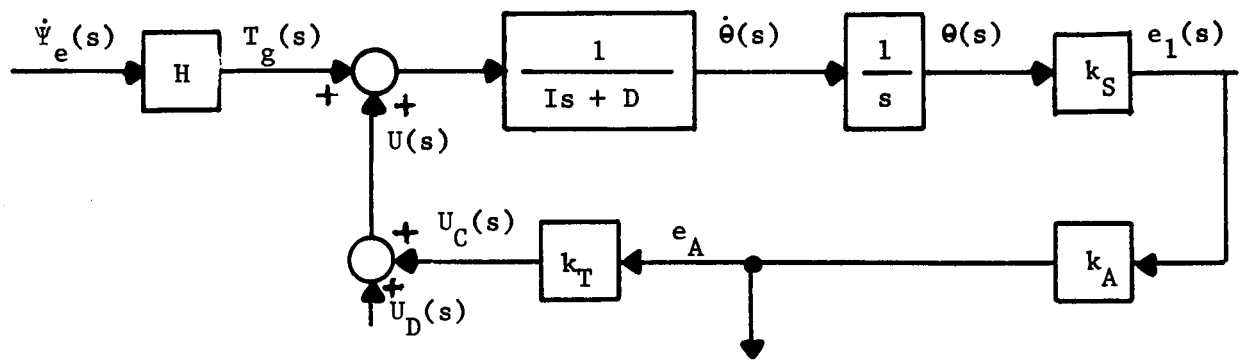 Ψ̇e(s)
H
Tg(s)
+
+
U(s)
1
Is + D
θ̇(s)
1
s
θ(s)
kS
e1(s)
+
UC(s)
kT
eA
kA
+
UD(s)